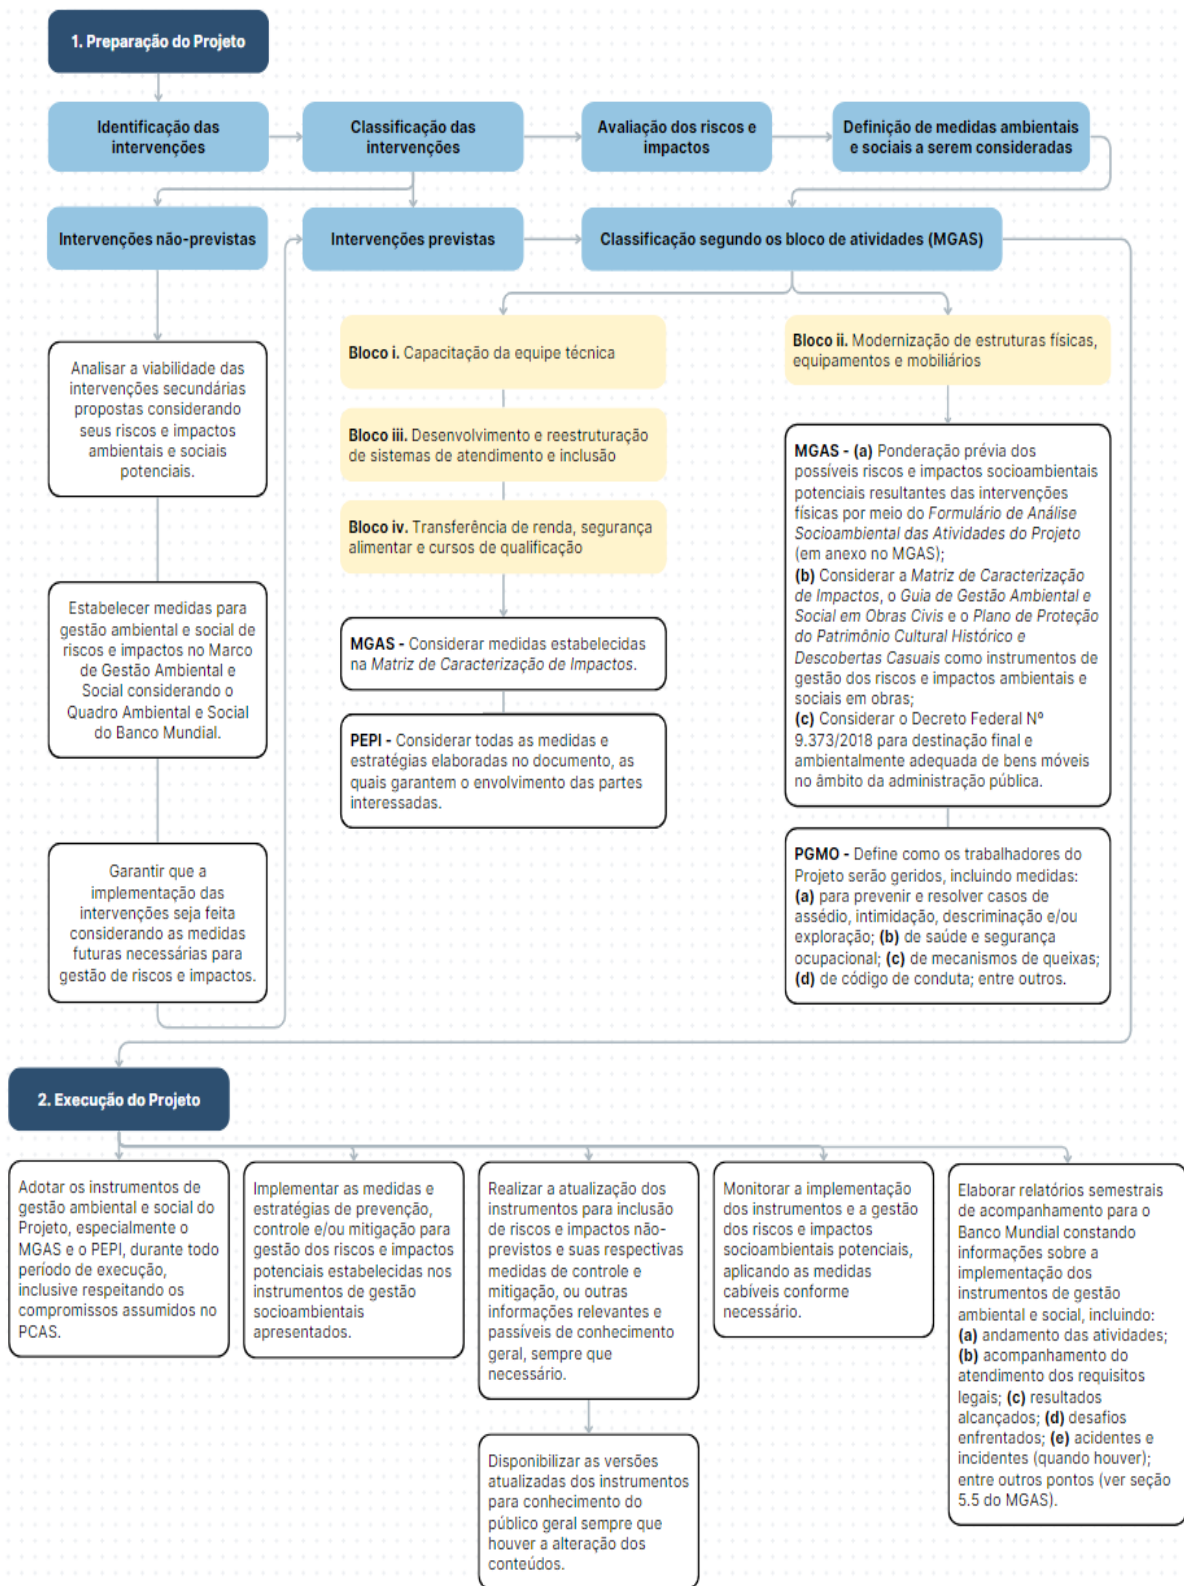 1. Preparação do Projeto
Identificação das
intervenções
Classificação das
intervenções
Avaliação dos riscos e
impactos
Definição de medidas ambientais
e sociais a serem consideradas
Intervenções não-previstas
Intervenções previstas
Classificação segundo os bloco de atividades (MGAS)
Analisar a viabilidade das
intervenções secundárias
propostas considerando
seus riscos e impactos
ambientais e sociais
potenciais.
Estabelecer medidas para
gestão ambiental e social de
riscos e impactos no Marco
de Gestão Ambiental e
Social considerando o
Quadro Ambiental e Social
do Banco Mundial.
Garantir que a
implementação das
intervenções seja feita
considerando as medidas
futuras necessárias para
gestão de riscos e impactos.
Bloco i. Capacitação da equipe técnica
Bloco iii. Desenvolvimento e reestruturação
de sistemas de atendimento e inclusão
Bloco iv. Transferência de renda, segurança
alimentar e cursos de qualificação
MGAS - Considerar medidas estabelecidas
na Matriz de Caracterização de Impactos.
PEPI - Considerar todas as medidas e
estratégias elaboradas no documento, as
quais garantem o envolvimento das partes
interessadas.
Bloco ii. Modernização de estruturas físicas,
equipamentos e mobiliários
MGAS - (a) Ponderação prévia dos
possíveis riscos e impactos socioambientais
potenciais resultantes das intervenções
físicas por meio do Formulário de Análise
Socioambiental das Atividades do Projeto
(em anexo no MGAS);
(b) Considerar a Matriz de Caracterização
de Impactos, o Guia de Gestão Ambiental e
Social em Obras Civis e o Plano de Proteção
do Patrimônio Cultural Histórico e
Descobertas Casuais como instrumentos de
gestão dos riscos e impactos ambientais e
sociais em obras;
(c) Considerar o Decreto Federal Nº
9.373/2018 para destinação final e
ambientalmente adequada de bens móveis
no âmbito da administração pública.
PGMO - Define como os trabalhadores do
Projeto serão geridos, incluindo medidas:
(a) para prevenir e resolver casos de
assédio, intimidação, descriminação e/ou
exploração; (b) de saúde e segurança
ocupacional; (c) de mecanismos de queixas;
(d) de código de conduta; entre outros.
2. Execução do Projeto
Adotar os instrumentos de
gestão ambiental e social do
Projeto, especialmente o
MGAS e o PEPI, durante todo
período de execução,
inclusive respeitando os
compromissos assumidos no
PCAS.
Implementar as medidas e
estratégias de prevenção,
controle e/ou mitigação para
gestão dos riscos e impactos
potenciais estabelecidas nos
instrumentos de gestão
socioambientais
apresentados.
Realizar a atualização dos
instrumentos para inclusão
de riscos e impactos não-
previstos e suas respectivas
medidas de controle e
mitigação, ou outras
informações relevantes e
passíveis de conhecimento
geral, sempre que
necessário.
Disponibilizar as versões
atualizadas dos instrumentos
para conhecimento do
público geral sempre que
houver a alteração dos
conteúdos.
Monitorar a implementação
dos instrumentos e a gestão
dos riscos e impactos
socioambientais potenciais,
aplicando as medidas
cabíveis conforme
necessário.
Elaborar relatórios semestrais
de acompanhamento para o
Banco Mundial constando
informações sobre a
implementação dos
instrumentos de gestão
ambiental e social, incluindo:
(a) andamento das atividades;
(b) acompanhamento do
atendimento dos requisitos
legais; (c) resultados
alcançados; (d) desafios
enfrentados; (e) acidentes e
incidentes (quando houver);
entre outros pontos (ver seção
5.5 do MGAS).